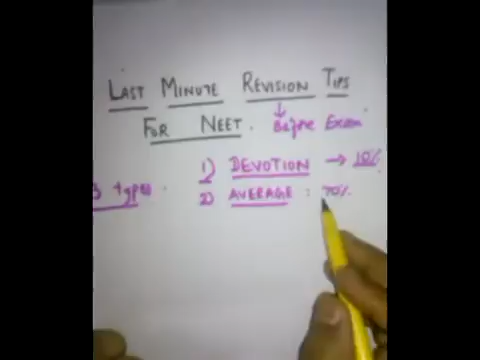 LAST MINUTE REVISION TIPS
FOR NEET.
↓
Before Exam
3 types.
1) DEVOTION → 10%
2) AVERAGE : 70%